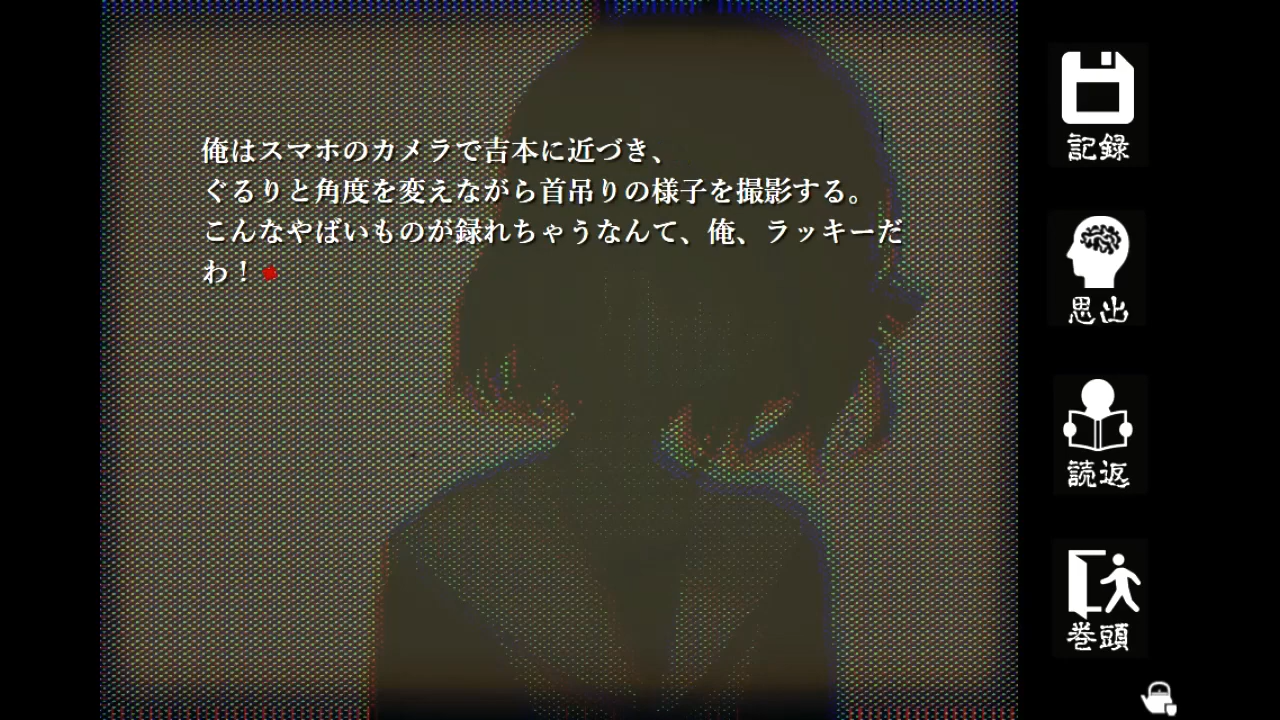 俺はスマホのカメラで吉本に近づき、
ぐるりと角度を変えながら首吊りの様子を撮影する。
こんなやばいものが録れちゃうなんて、俺、ラッキーだ
わ！
記録
思出
読返
巻頭